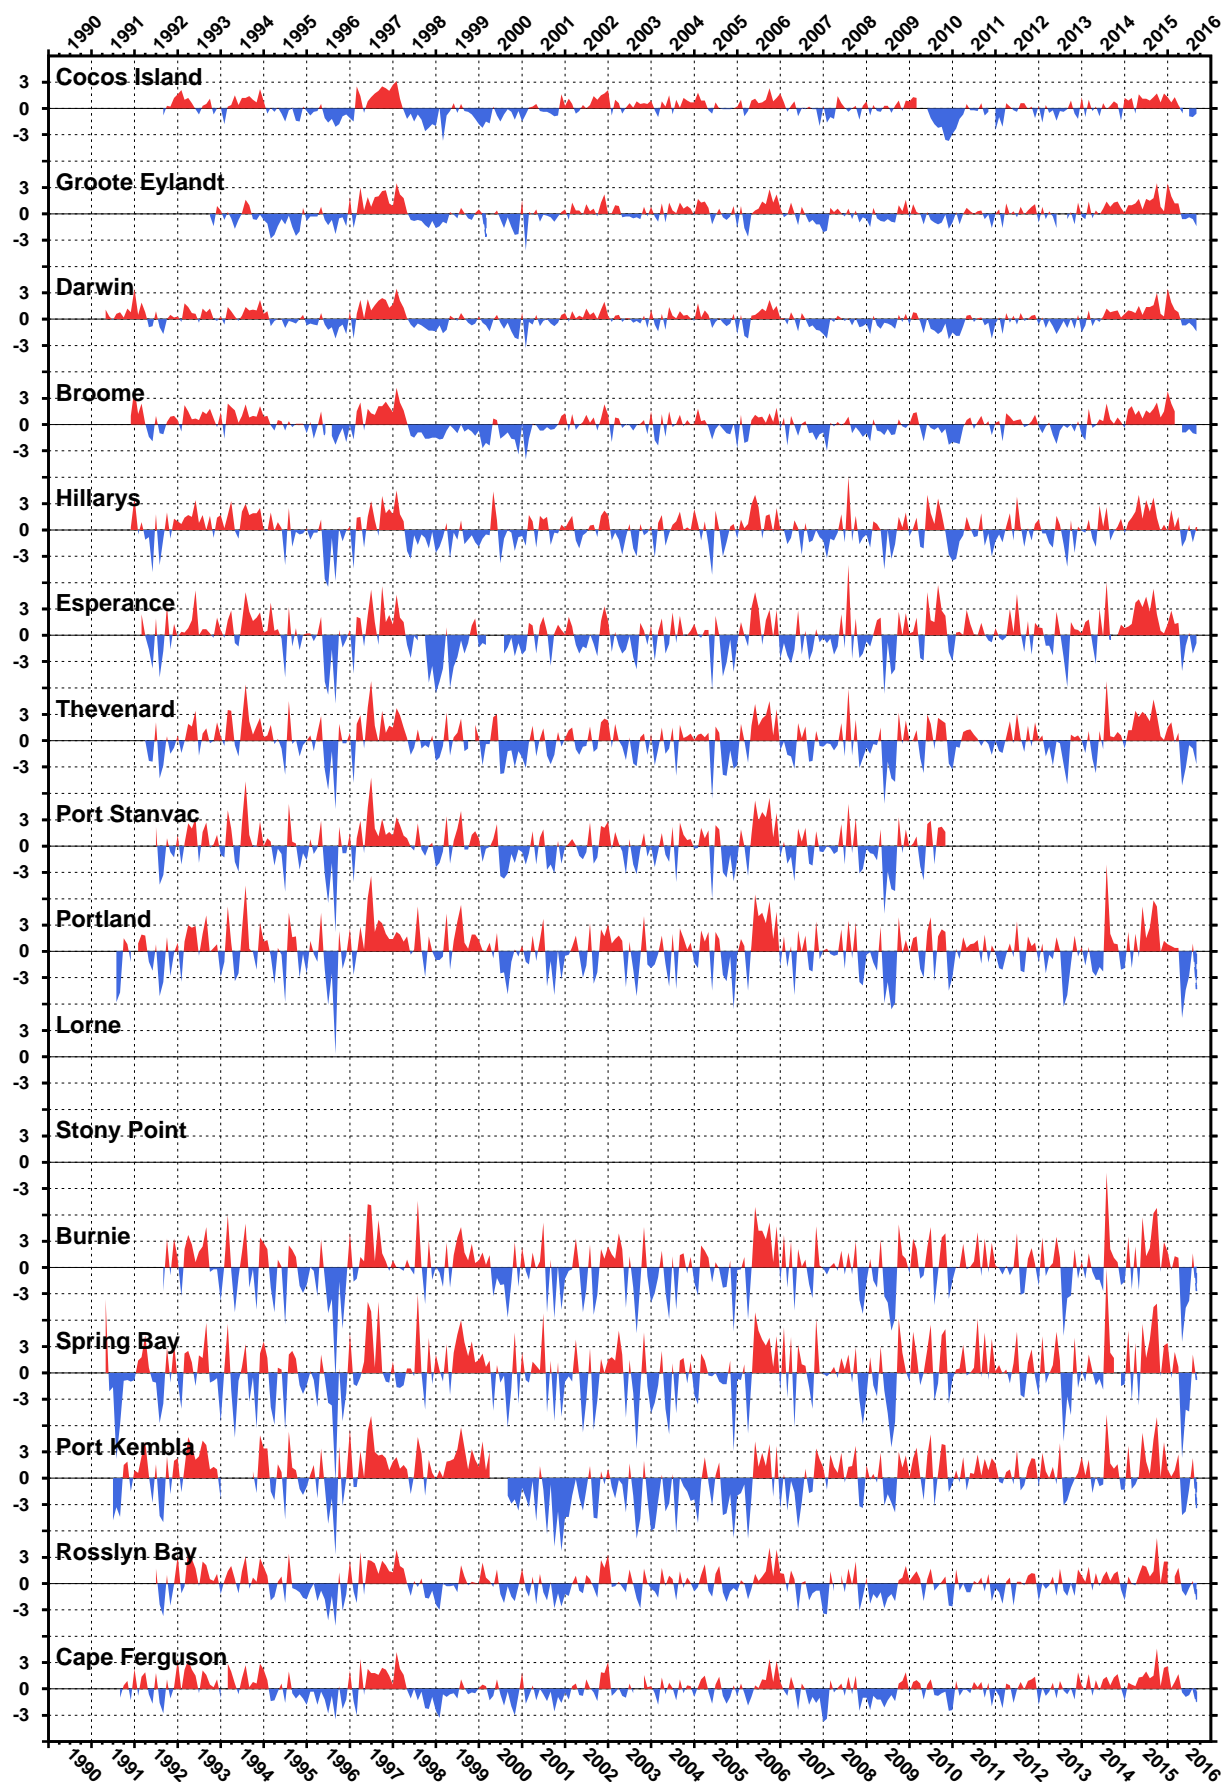 1990 1991 1992 1993 1994 1995 1996 1997 1998 1999 2000 2001 2002 2003 2004 2005 2006 2007 2008 2009 2010 2011 2012 2013 2014 2015 2016
Cocos Island
3
0
-3
Groote Eylandt
3
0
-3
Darwin
3
0
-3
Broome
3
0
-3
Hillarys
3
0
-3
Esperance
3
0
-3
Thevenard
3
0
-3
Port Stanvac
3
0
-3
Portland
3
0
-3
Lorne
3
0
-3
Stony Point
3
0
-3
Burnie
3
0
-3
Spring Bay
3
0
-3
Port Kembla
3
0
-3
Rosslyn Bay
3
0
-3
Cape Ferguson
3
0
-3
1990 1991 1992 1993 1994 1995 1996 1997 1998 1999 2000 2001 2002 2003 2004 2005 2006 2007 2008 2009 2010 2011 2012 2013 2014 2015 2016